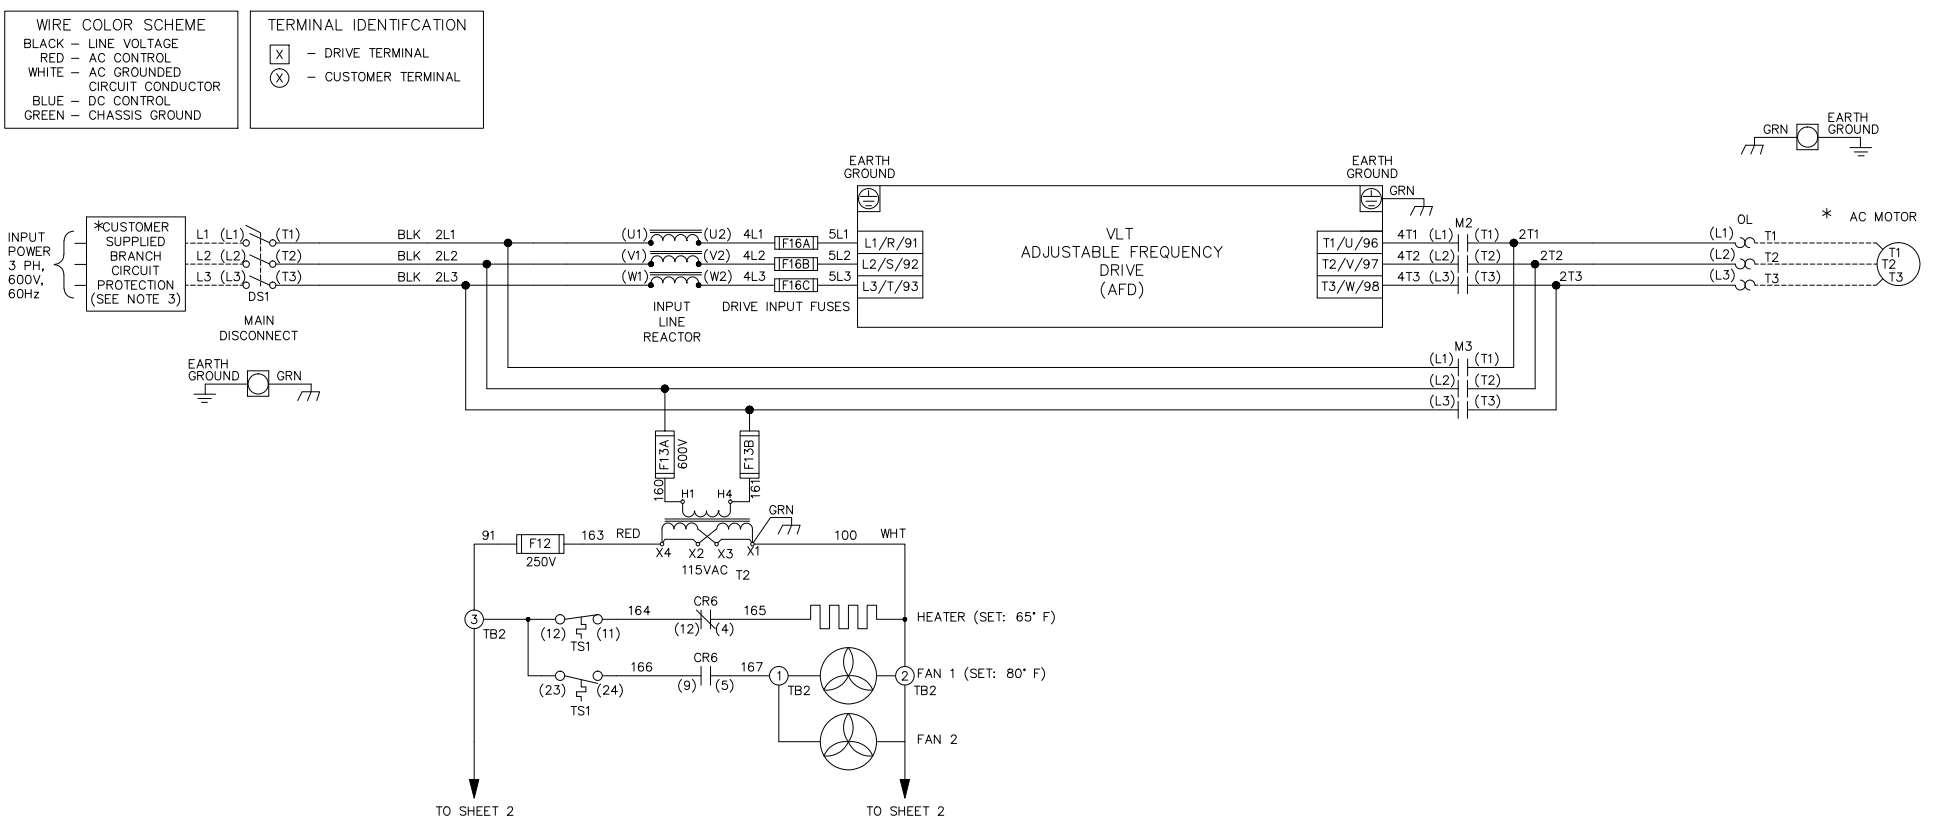 WIRE COLOR SCHEME
BLACK – LINE VOLTAGE
RED – AC CONTROL
WHITE – AC GROUNDED
CIRCUIT CONDUCTOR
BLUE – DC CONTROL
GREEN – CHASSIS GROUND
TERMINAL IDENTIFCATION
X – DRIVE TERMINAL
X – CUSTOMER TERMINAL
GRN
EARTH
GROUND
INPUT
POWER
3 PH,
600V,
60Hz
*CUSTOMER
SUPPLIED
BRANCH
CIRCUIT
PROTECTION
(SEE NOTE 3)
L1 (L1) (T1)
L2 (L2) (T2)
L3 (L3) (T3)
DS1
MAIN
DISCONNECT
EARTH
GROUND
GRN
BLK 2L1
BLK 2L2
BLK 2L3
(U1) (U2) 4L1 F16A 5L1
(V1) (V2) 4L2 F16B 5L2
(W1) (W2) 4L3 F16C 5L3
INPUT
LINE
REACTOR
DRIVE INPUT FUSES
EARTH
GROUND
L1/R/91
L2/S/92
L3/T/93
VLT
ADJUSTABLE FREQUENCY
DRIVE
(AFD)
EARTH
GROUND
GRN
T1/U/96
T2/V/97
T3/W/98
M2
4T1 (L1) (T1) 2T1
4T2 (L2) (T2) 2T2
4T3 (L3) (T3) 2T3
OL
(L1) T1
(L2) T2
(L3) T3
* AC MOTOR
T1
T2
T3
M3
(L1) (T1)
(L2) (T2)
(L3) (T3)
F13A
600V
F13B
160
161
H1 H4
GRN
91 F12 163 RED
250V
X4 X2 X3 X1
100 WHT
115VAC T2
3
TB2
(12) (11)
TS1
164
CR6
(12) (4)
165
HEATER (SET: 65° F)
(23) (24)
TS1
166
CR6
(9) (5)
167
1
TB2
2
TB2
FAN 1 (SET: 80° F)
FAN 2
TO SHEET 2
TO SHEET 2